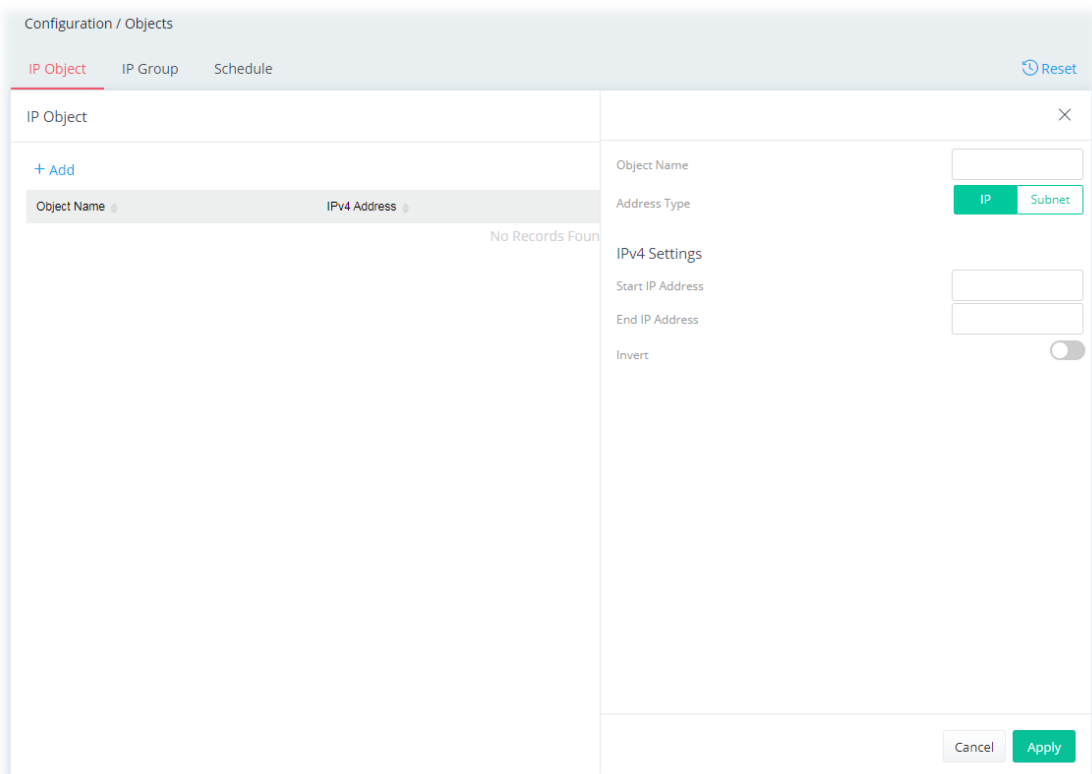 Configuration / Objects
IP Object IP Group Schedule Reset
IP Object
+ Add
Object Name IPv4 Address
No Records Foun
Object Name
Address Type IP Subnet
IPv4 Settings
Start IP Address
End IP Address
Invert
Cancel Apply